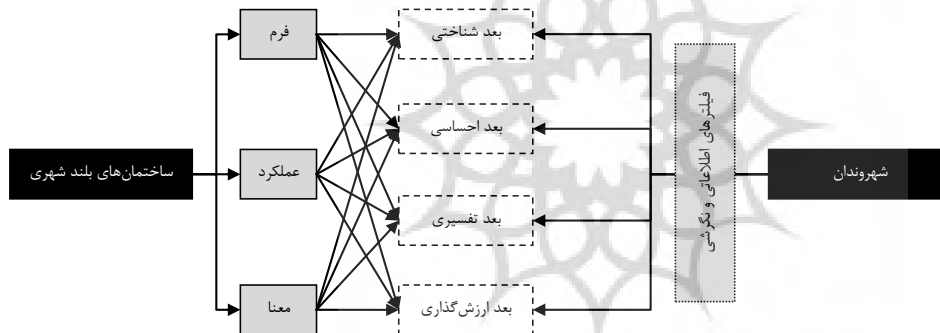 فرم
بعد شناختی
بعد احساسی
فیلترهای اطلاعاتی و نگرشی
ساختمان‌های بلند شهری
عملکرد
شهروندان
بعد تفسیری
معنا
بعد ارزش‌گذاری